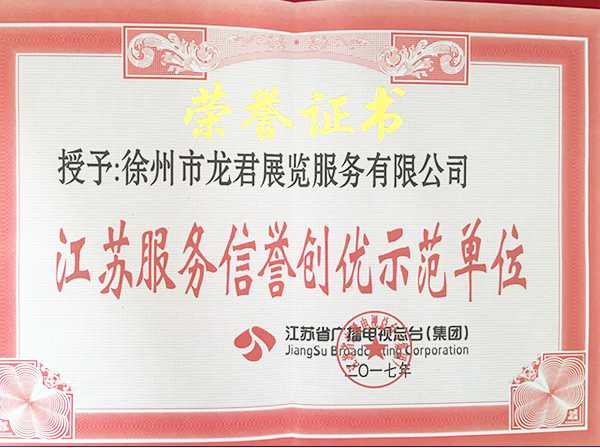 荣誉证书
授予:徐州市龙君展览服务有限公司
江苏服务信誉创优示范单位
江苏省广播电视总台(集团)
JiangSu Broadcasting Corporation
二〇一七年